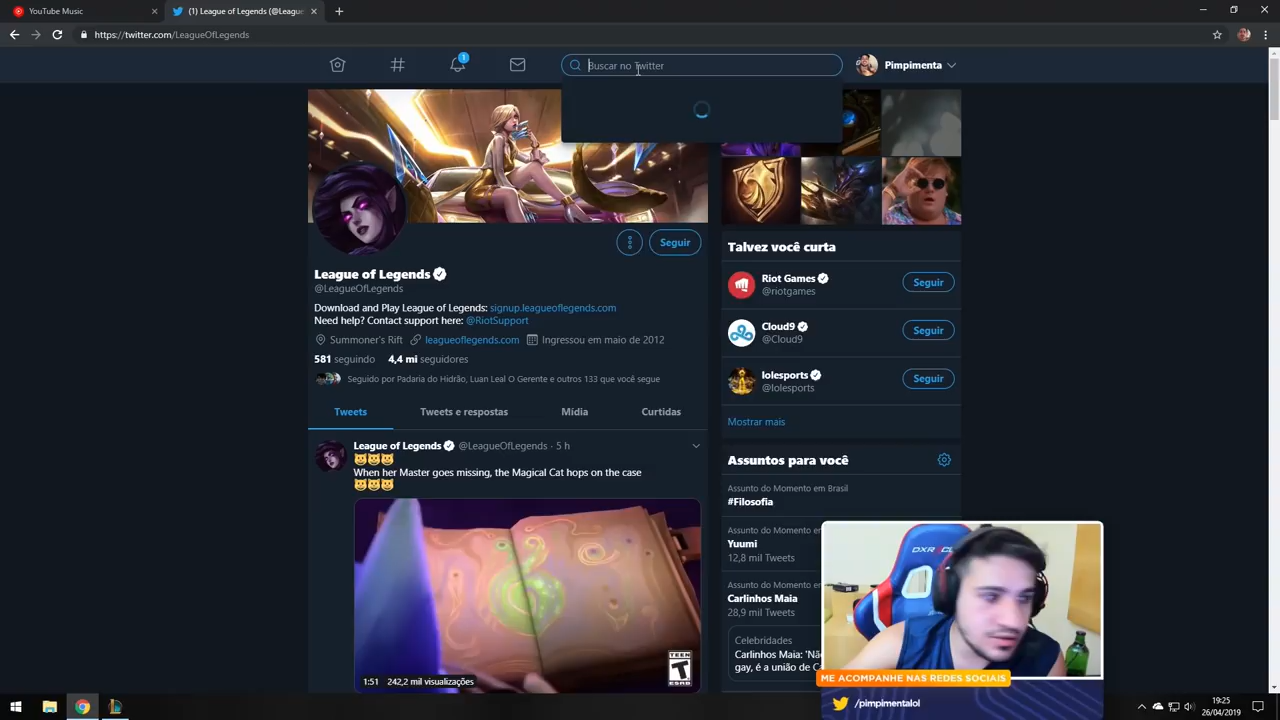 YouTube Music
(1) League of Legends (@Leagu
https://twitter.com/LeagueOfLegends
1
Buscar no Twitter
Pimpimenta
Seguir
League of Legends
@LeagueOfLegends
Download and Play League of Legends: signup.leagueoflegends.com
Need help? Contact support here: @RiotSupport
Summoner's Rift leagueoflegends.com Ingressou em maio de 2012
581 seguindo 4,4 mi seguidores
Seguido por Padaria do Hidrão, Luan Leal O Gerente e outros 133 que você segue
Tweets Tweets e respostas Mídia Curtidas
League of Legends @LeagueOfLegends · 5 h
When her Master goes missing, the Magical Cat hops on the case
1:51 242,2 mil visualizações
TEEN
T
ESRB
Talvez você curta
Riot Games
@riotgames
Seguir
Cloud9
@Cloud9
Seguir
lolesports
@lolesports
Seguir
Mostrar mais
Assuntos para você
Assunto do Momento em Brasil
#Filosofia
Assunto do Mome
Yuumi
12,8 mil Tweets
Assunto do Mome
Carlinhos Maia
28,9 mil Tweets
Celebridades
Carlinhos Maia: 'Nã
gay, é a união de C
ME ACOMPANHE NAS REDES SOCIAIS
/pimpimentalol
19:25
26/04/2019